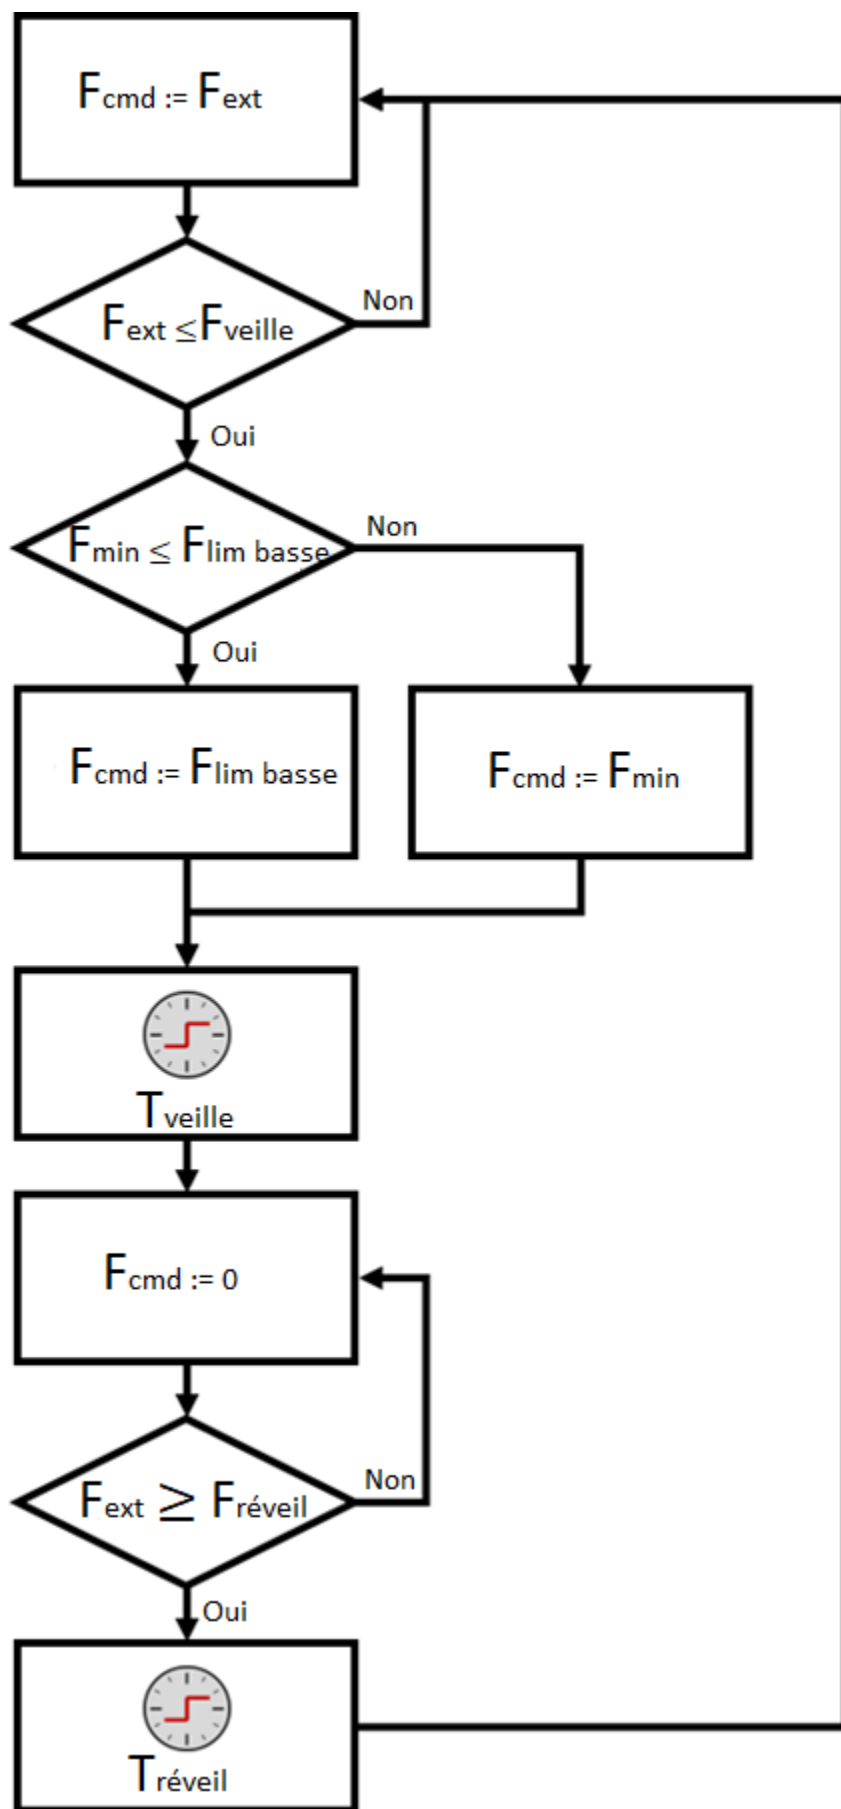 Fcmd := Fext
Non
Fext ≤Fveille
Oui
Non
Fmin ≤ Flim basse
Oui
Fcmd := Flim basse
Fcmd := Fmin
Tveille
Fcmd := 0
Non
Fext ≥ Fréveil
Oui
Tréveil